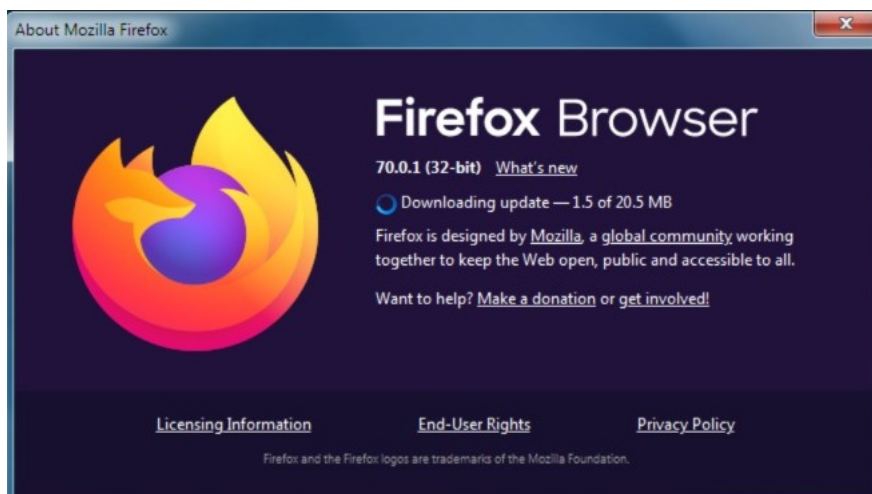 About Mozilla Firefox
Firefox Browser
70.0.1 (32-bit) What's new
Downloading update — 1.5 of 20.5 MB
Firefox is designed by Mozilla, a global community working
together to keep the Web open, public and accessible to all.
Want to help? Make a donation or get involved!
Licensing Information End-User Rights Privacy Policy
Firefox and the Firefox logos are trademarks of the Mozilla Foundation.